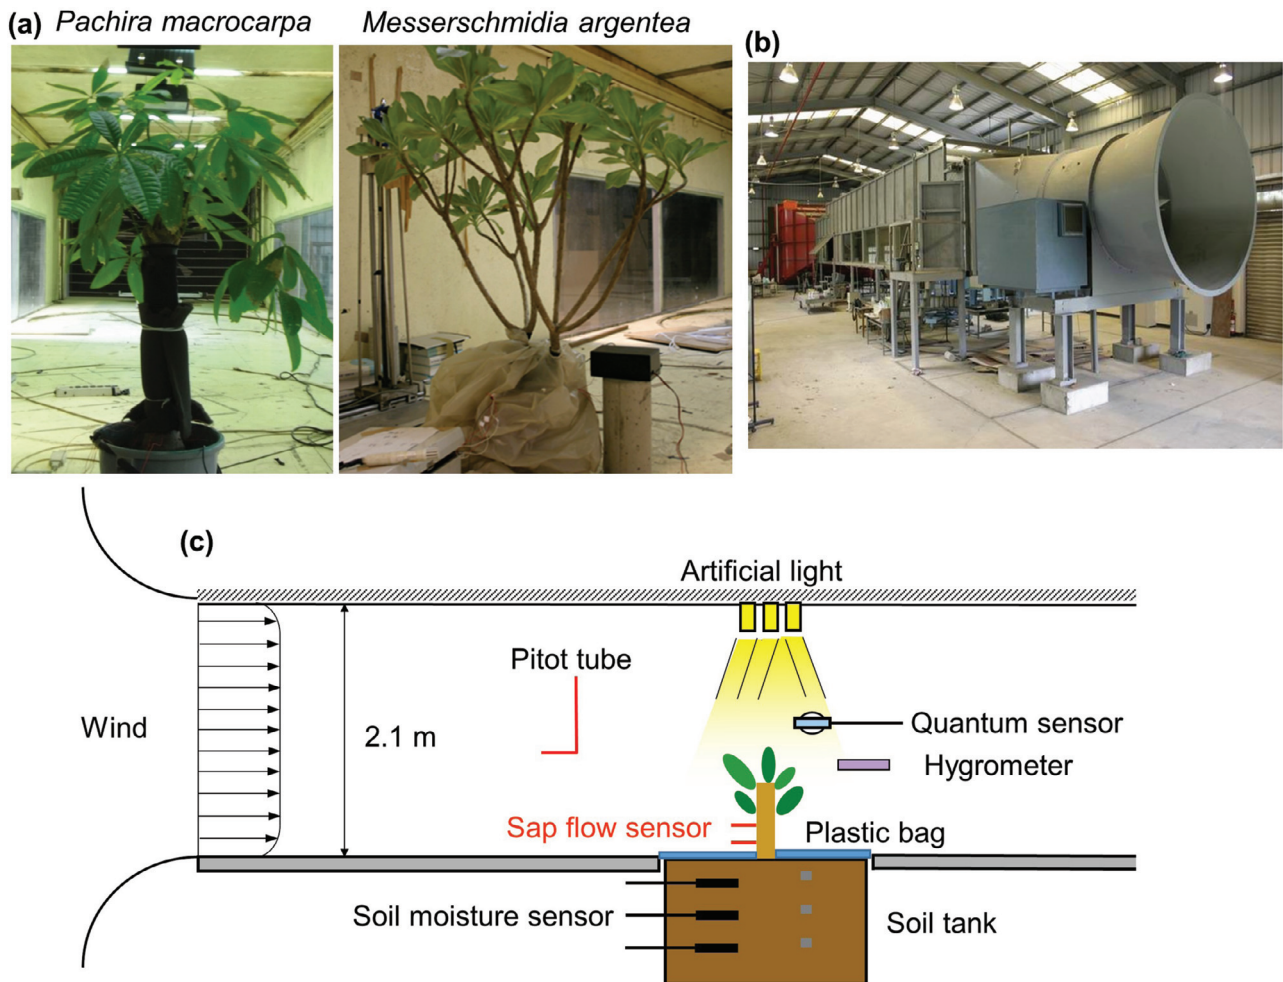 (a) Pachira macrocarpa Messerschmidia argentea
(b)
(c)
Artificial light
Pitot tube
Wind
2.1 m
Quantum sensor
Hygrometer
Sap flow sensor
Plastic bag
Soil moisture sensor
Soil tank